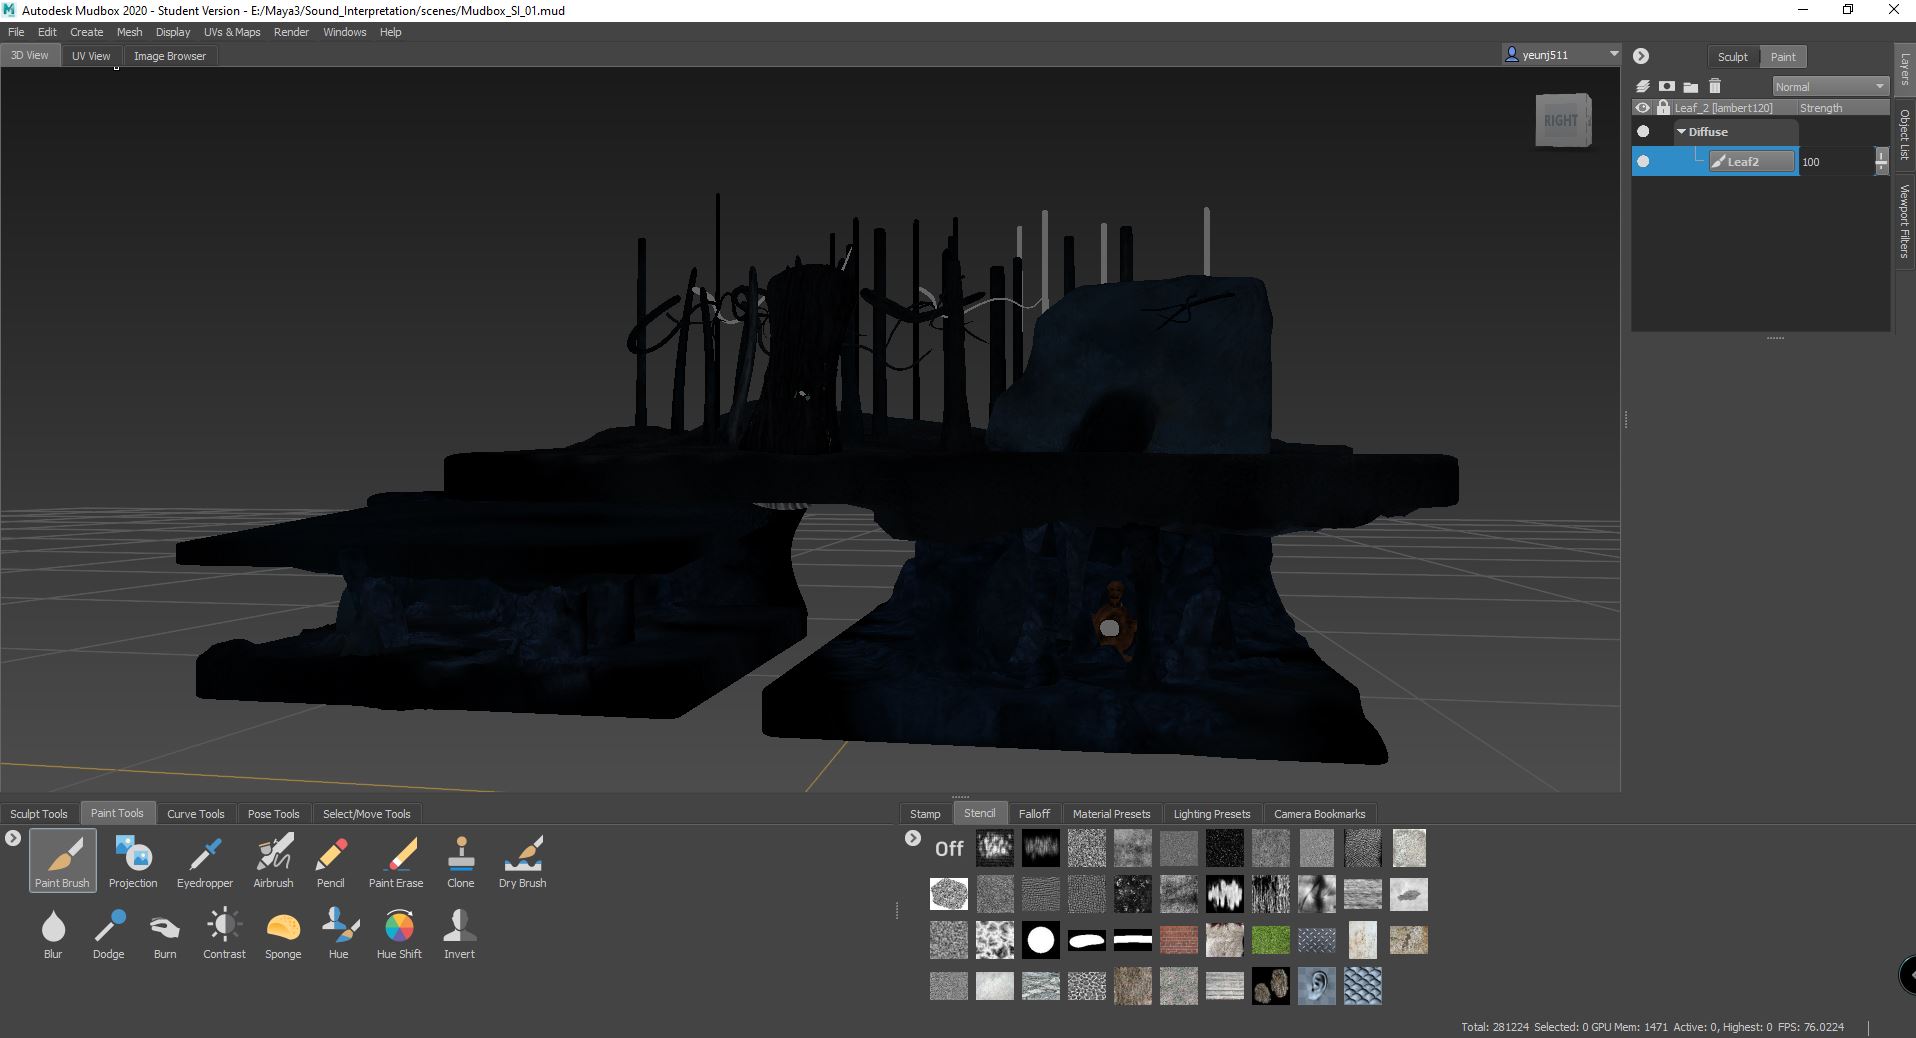 Autodesk Mudbox 2020 - Student Version - E:/Maya3/Sound_Interpretation/scenes/Mudbox_SI_01.mud
File Edit Create Mesh Display UVs & Maps Render Windows Help
3D View UV View Image Browser yeunj511 Sculpt Paint
Normal
Leaf_2 [lambert120] Strength
Diffuse
Leaf2 100
Layers
Object List
Viewport Filters
RIGHT
Sculpt Tools Paint Tools Curve Tools Pose Tools Select/Move Tools
Paint Brush Projection Eyedropper Airbrush Pencil Paint Erase Clone Dry Brush
Blur Dodge Burn Contrast Sponge Hue Hue Shift Invert
Stamp Stencil Falloff Material Presets Lighting Presets Camera Bookmarks
Off
Total: 281224 Selected: 0 GPU Mem: 1471 Active: 0, Highest: 0 FPS: 76.0224